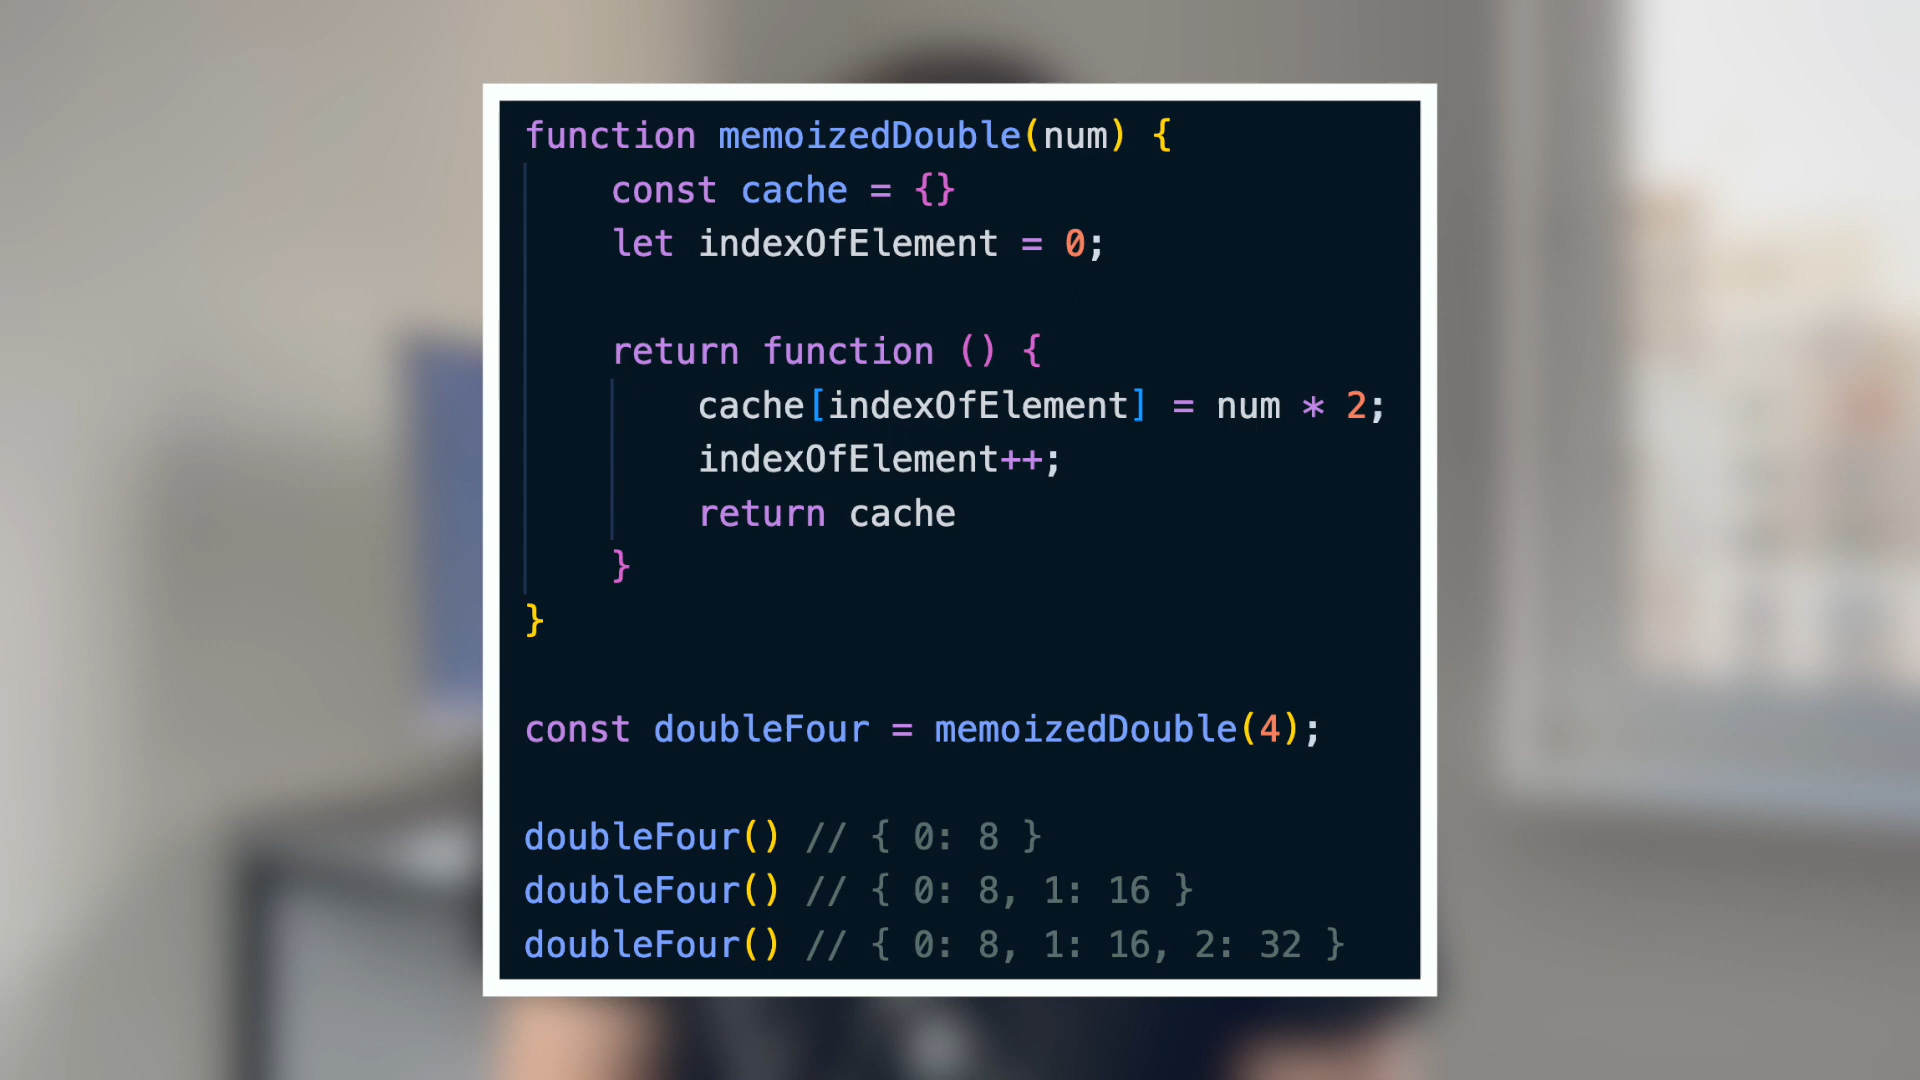 function memoizedDouble(num) {
const cache = {}
let indexOfElement = 0;
return function () {
cache[indexOfElement] = num * 2;
indexOfElement++;
return cache
}
}
const doubleFour = memoizedDouble(4);
doubleFour() // { 0: 8 }
doubleFour() // { 0: 8, 1: 16 }
doubleFour() // { 0: 8, 1: 16, 2: 32 }